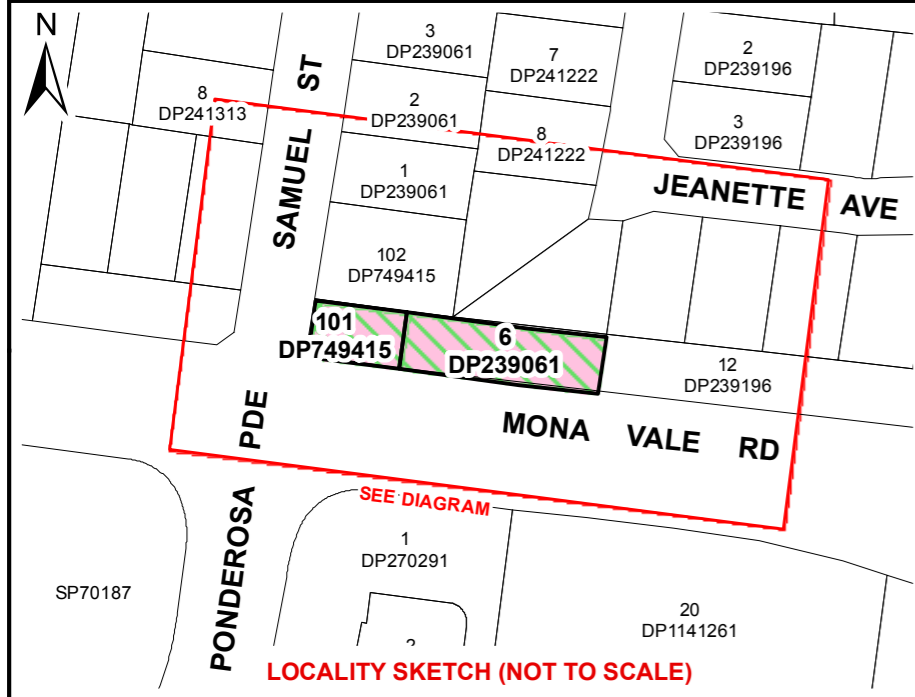 N
3
DP239061
7
DP241222
2
DP239196
8
DP241313
SAMUEL ST
2
DP239061
8
DP241222
3
DP239196
1
DP239061
JEANETTE AVE
102
DP749415
101
DP749415
6
DP239061
12
DP239196
MONA VALE RD
PONDEROSA PDE
SEE DIAGRAM
1
DP270291
SP70187
20
DP1141261
LOCALITY SKETCH (NOT TO SCALE)